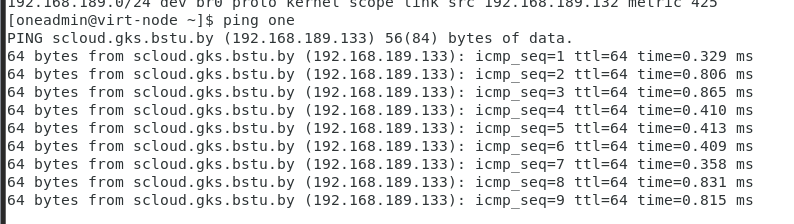 192.168.189.0/24 dev br0 proto kernel scope link src 192.168.189.132 metric 425
[oneadmin@virt-node ~]$ ping one
PING scloud.gks.bstu.by (192.168.189.133) 56(84) bytes of data.
64 bytes from scloud.gks.bstu.by (192.168.189.133): icmp_seq=1 ttl=64 time=0.329 ms
64 bytes from scloud.gks.bstu.by (192.168.189.133): icmp_seq=2 ttl=64 time=0.806 ms
64 bytes from scloud.gks.bstu.by (192.168.189.133): icmp_seq=3 ttl=64 time=0.865 ms
64 bytes from scloud.gks.bstu.by (192.168.189.133): icmp_seq=4 ttl=64 time=0.410 ms
64 bytes from scloud.gks.bstu.by (192.168.189.133): icmp_seq=5 ttl=64 time=0.413 ms
64 bytes from scloud.gks.bstu.by (192.168.189.133): icmp_seq=6 ttl=64 time=0.409 ms
64 bytes from scloud.gks.bstu.by (192.168.189.133): icmp_seq=7 ttl=64 time=0.358 ms
64 bytes from scloud.gks.bstu.by (192.168.189.133): icmp_seq=8 ttl=64 time=0.831 ms
64 bytes from scloud.gks.bstu.by (192.168.189.133): icmp_seq=9 ttl=64 time=0.815 ms